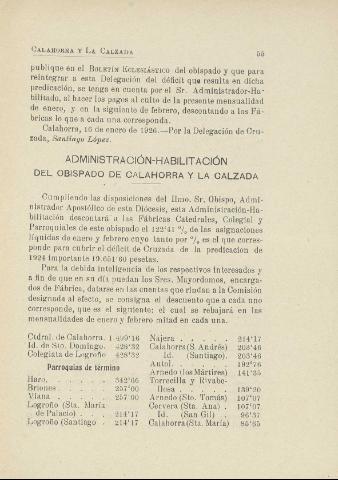 CALAHORRA Y LA CALZADA 55
publique en el BOLETÍN ECLESIÁSTICO del obispado y que para
reintegrar a esta Delegación del déficit que resulta en dicha
predicación, se tenga en cuenta por el Sr. Administrador-Ha-
bilitado, al hacer los pagos al culto de la presente mensualidad
de enero, y en la siguiente de febrero, descontando a las Fá-
bricas lo que a cada una corresponda.
Calahorra, 16 de enero de 1926.—Por la Delegación de Cru-
zada, Santiago López.
ADMINISTRACIÓN-HABILITACIÓN
DEL OBISPADO DE CALAHORRA Y LA CALZADA
Cumpliendo las disposiciones del Ilmo. Sr. Obispo, Admi-
nistrador Apostólico de esta Diócesis, esta Administración-Ha-
bilitación descontará a las Fábricas Catedrales, Colegial y
Parroquiales de este obispado el 122'41 % de las asignaciones
líquidas de enero y febrero cuyo tanto por % es el que corres-
ponde para cubrir el déficit de Cruzada de la predicación de
1924 importante 19.651'60 pesetas.
Para la debida inteligencia de los respectivos interesados y
a fin de que en su día puedan los Sres. Mayordomos, encarga-
dos de Fábrica, datarse en las cuentas que rindan a la Comisión
designada al efecto, se consigna el descuento que a cada uno
corresponde, que es el siguiente; el cual se rebajará en las
mensualidades de enero y febrero mitad en cada una.
Ctdral. de Calahorra. 1 499'16
Id. de Sto. Domingo. 428'32
Colegiata de Logroño 428'32
Parroquias de término
Haro. . . . . . . 342'66
Briones . . . . . 257'00
Viana . . . . . . 257'00
Logroño (Sta. María
de Palacio) . . . 214'17
Logroño (Santiago . 214'17
Nájera . . . . . 214'17
Calahorra (S. Andrés) 203'46
Id. (Santiago). 203'46
Autol. . . . . . 192'76
Arnedo (los Mártires) 141'35
Torrecilla y Rivabe-
llosa . . . . . 139'20
Arnedo (Sto. Tomás) 107'07
Cervera (Sta. Ana) . 107'07
Id. (San Gil) . 96'37
Calahorra (Sta. María) 85'65